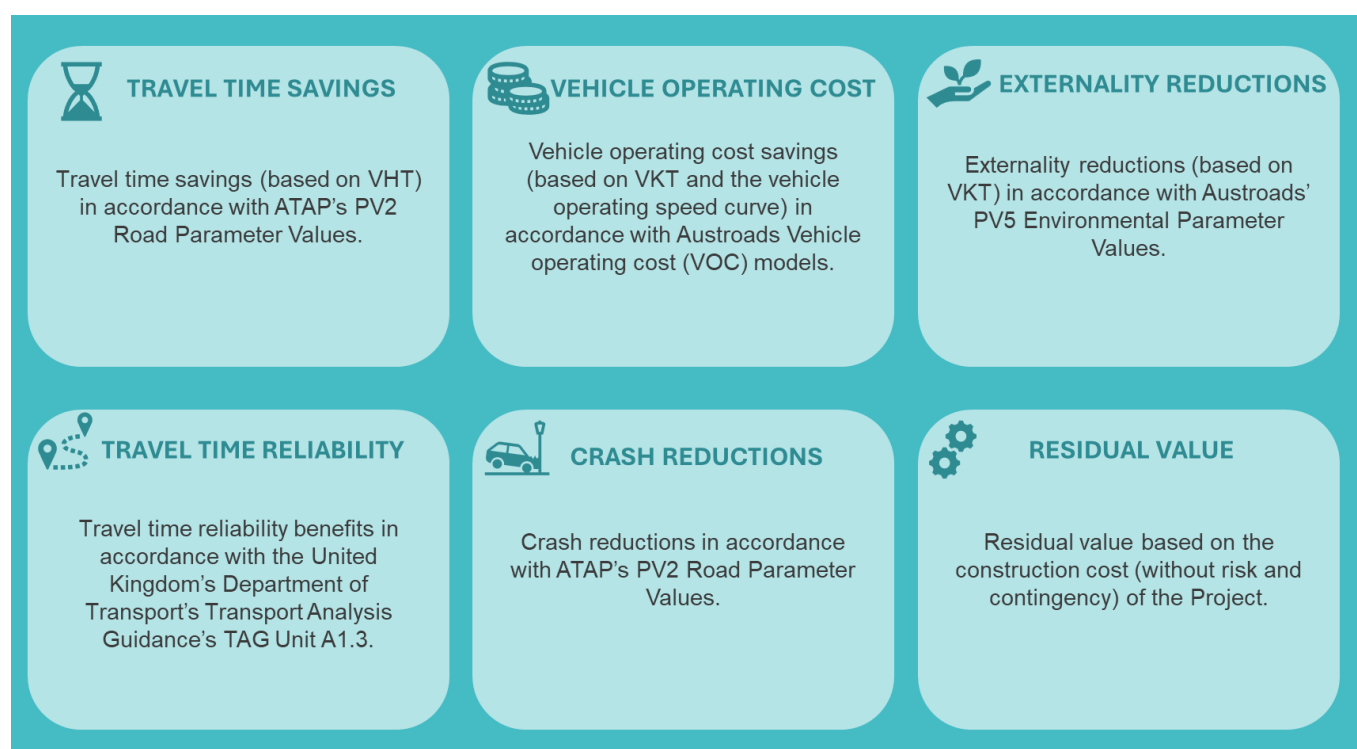 TRAVEL TIME SAVINGS
Travel time savings (based on VHT)
in accordance with ATAP's PV2
Road Parameter Values.
VEHICLE OPERATING COST
Vehicle operating cost savings
(based on VKT and the vehicle
operating speed curve) in
accordance with Austroads Vehicle
operating cost (VOC) models.
EXTERNALITY REDUCTIONS
Externality reductions (based on
VKT) in accordance with Austroads'
PV5 Environmental Parameter
Values.
TRAVEL TIME RELIABILITY
Travel time reliability benefits in
accordance with the United
Kingdom's Department of
Transport's Transport Analysis
Guidance's TAG Unit A1.3.
CRASH REDUCTIONS
Crash reductions in accordance
with ATAP's PV2 Road Parameter
Values.
RESIDUAL VALUE
Residual value based on the
construction cost (without risk and
contingency) of the Project.